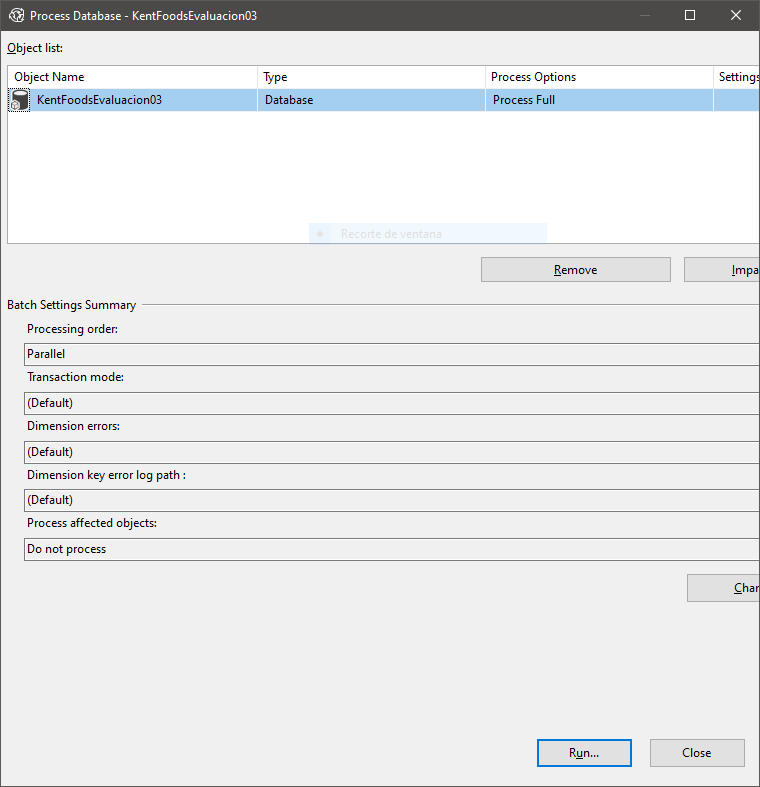 Process Database - KentFoodsEvaluacion03
Object list:
Object Name Type Process Options Settings
KentFoodsEvaluacion03 Database Process Full
Recorte de ventana
Remove
Batch Settings Summary
Processing order:
Parallel
Transaction mode:
(Default)
Dimension errors:
(Default)
Dimension key error log path :
(Default)
Process affected objects:
Do not process
Run... Close